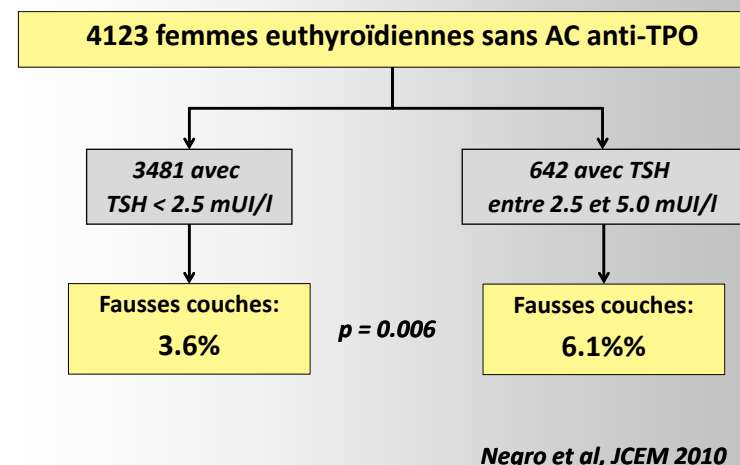 4123 femmes euthyroïdiennes sans AC anti-TPO
3481 avec
TSH < 2.5 mUI/l
642 avec TSH
entre 2.5 et 5.0 mUI/l
Fausses couches:
3.6%
p = 0.006
Fausses couches:
6.1%%
Negro et al, JCEM 2010